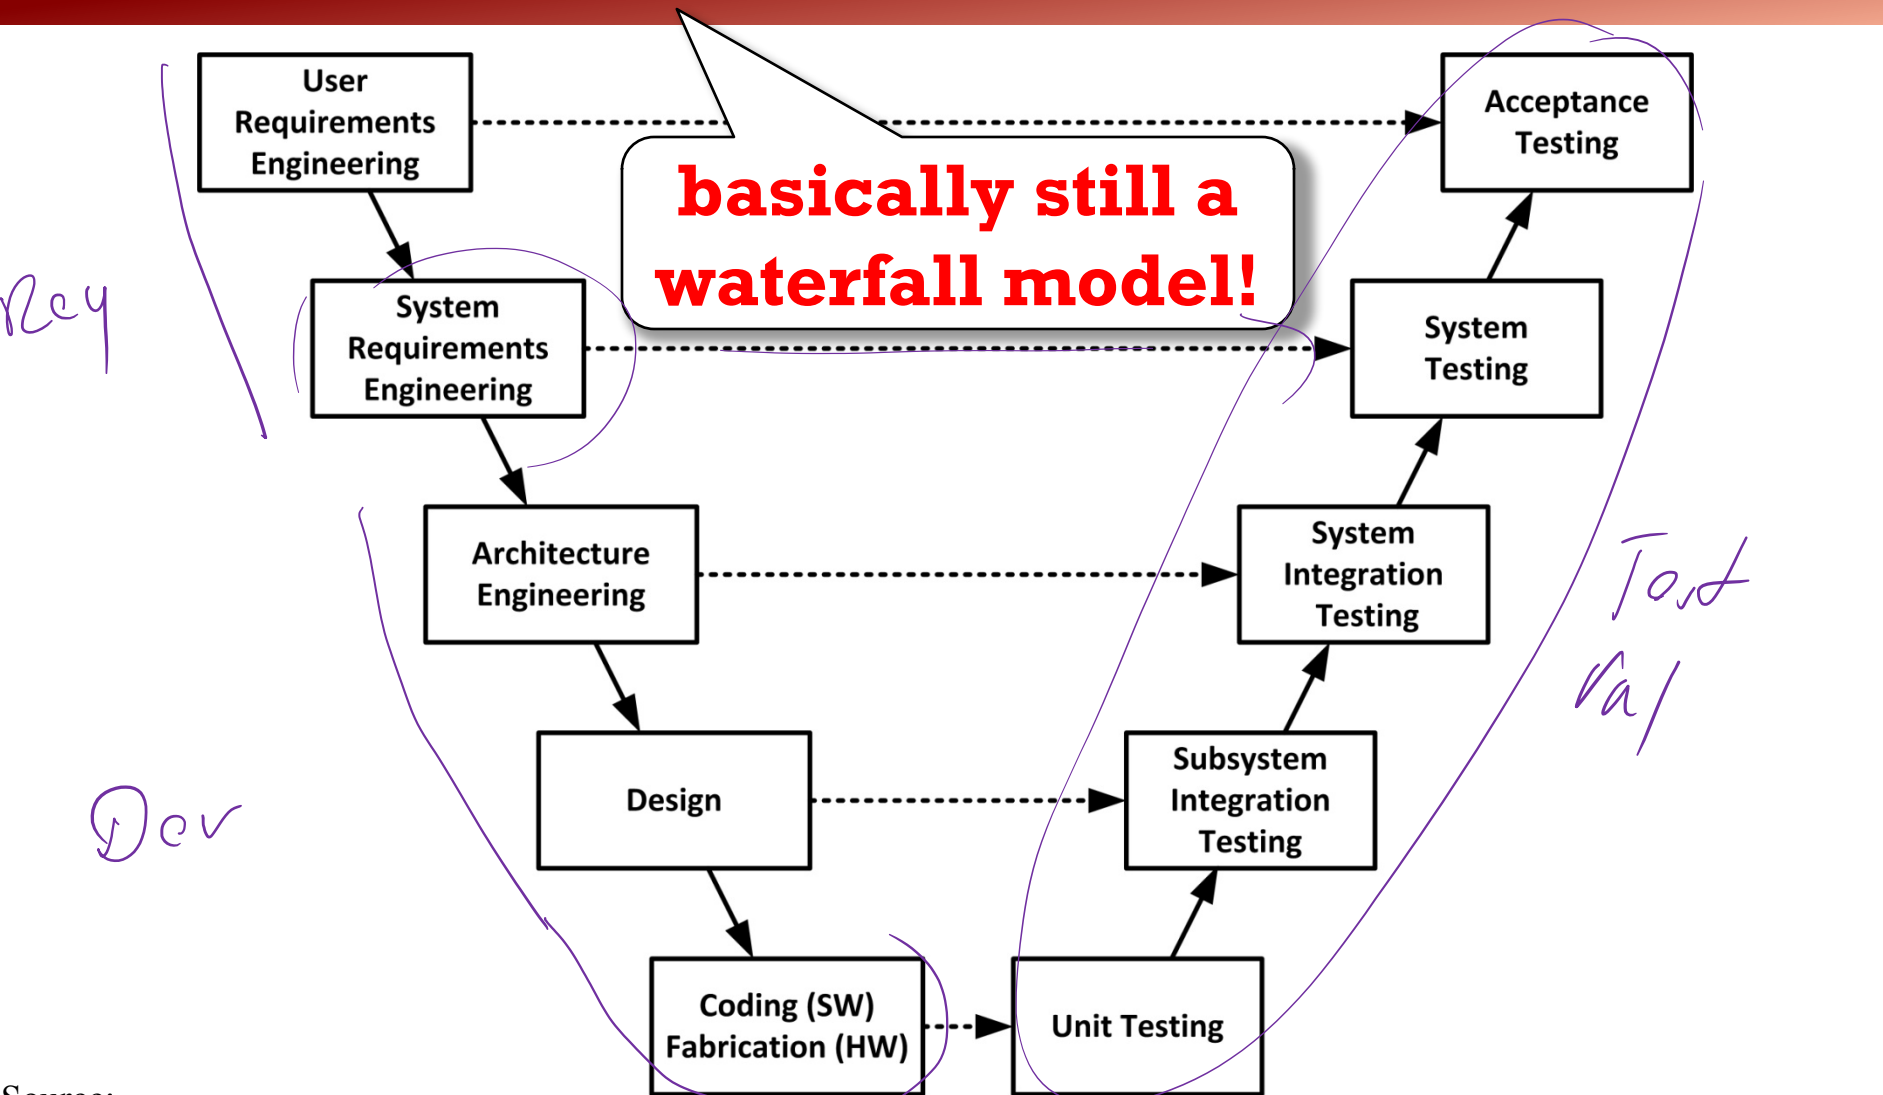 User
Requirements
Engineering
Acceptance
Testing
basically still a
waterfall model!
Req
System
Requirements
Engineering
System
Testing
Architecture
Engineering
System
Integration
Testing
Test
Val
Design
Subsystem
Integration
Testing
Dev
Coding (SW)
Fabrication (HW)
Unit Testing
Source: